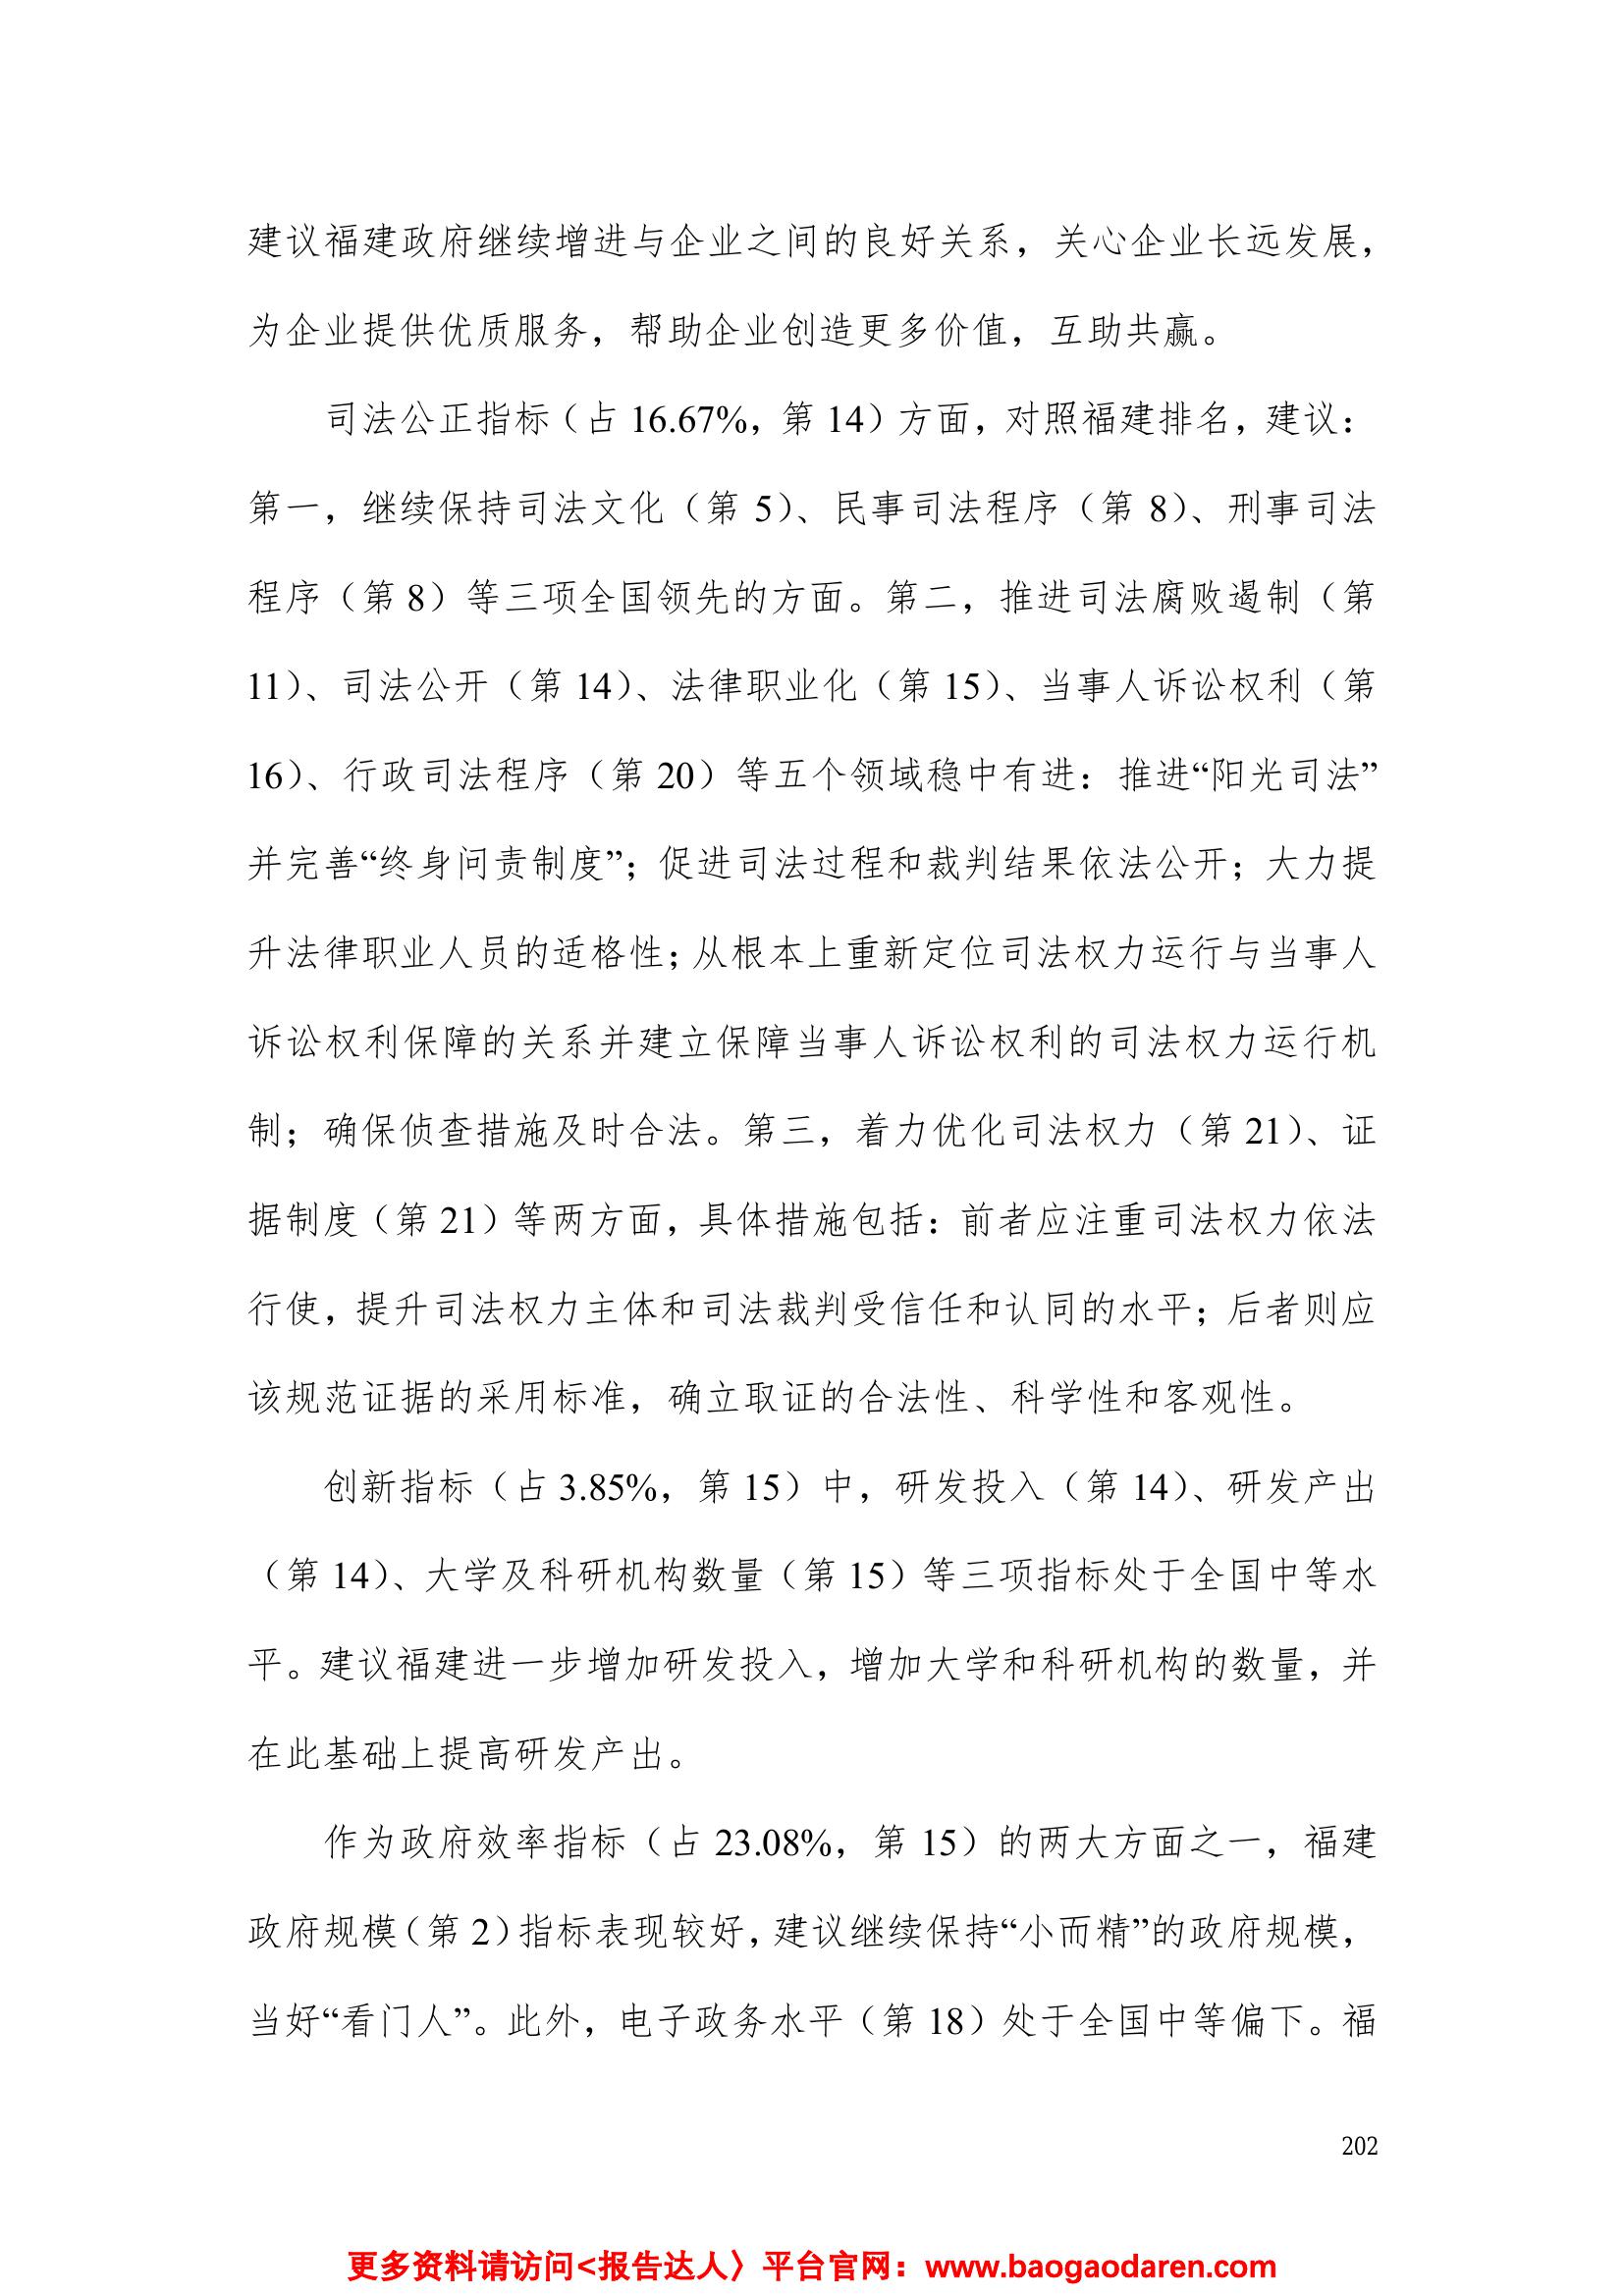 建议福建政府继续增进与企业之间的良好关系，关心企业长远发展，
为企业提供优质服务，帮助企业创造更多价值，互助共赢。
司法公正指标（占 16.67%，第 14）方面，对照福建排名，建议：
第一，继续保持司法文化（第 5）、民事司法程序（第 8）、刑事司法
程序（第 8）等三项全国领先的方面。第二，推进司法腐败遏制（第
11）、司法公开（第 14）、法律职业化（第 15）、当事人诉讼权利（第
16）、行政司法程序（第 20）等五个领域稳中有进：推进“阳光司法”
并完善“终身问责制度”；促进司法过程和裁判结果依法公开；大力提
升法律职业人员的适格性；从根本上重新定位司法权力运行与当事人
诉讼权利保障的关系并建立保障当事人诉讼权利的司法权力运行机
制；确保侦查措施及时合法。第三，着力优化司法权力（第 21）、证
据制度（第 21）等两方面，具体措施包括：前者应注重司法权力依法
行使，提升司法权力主体和司法裁判受信任和认同的水平；后者则应
该规范证据的采用标准，确立取证的合法性、科学性和客观性。
创新指标（占 3.85%，第 15）中，研发投入（第 14）、研发产出
（第 14）、大学及科研机构数量（第 15）等三项指标处于全国中等水
平。建议福建进一步增加研发投入，增加大学和科研机构的数量，并
在此基础上提高研发产出。
作为政府效率指标（占 23.08%，第 15）的两大方面之一，福建
政府规模（第 2）指标表现较好，建议继续保持“小而精”的政府规模，
当好“看门人”。此外，电子政务水平（第 18）处于全国中等偏下。福
202
更多资料请访问<报告达人〉平台官网：www.baogaodaren.com